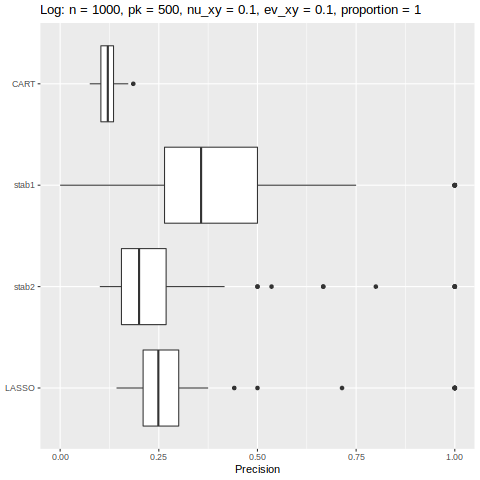 Log: n = 1000, pk = 500, nu_xy = 0.1, ev_xy = 0.1, proportion = 1
CART
stab1
stab2
LASSO
0.00 0.25 0.50 0.75 1.00
Precision